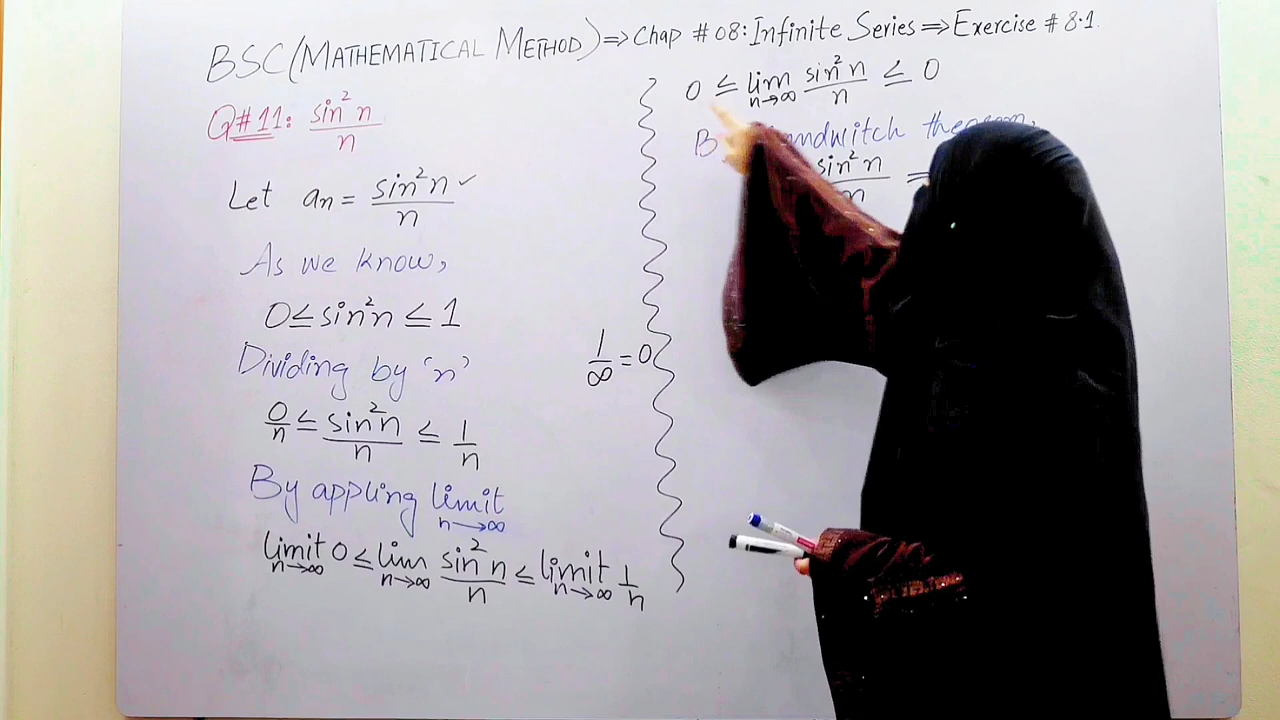 BSC (MATHEMATICAL METHOD) ⇒ Chap # 08: Infinite Series ⇒ Exercise # 8.1.
Q#11: sin²n / n
Let an = sin²n / n ✓
As we know,
0 ≤ sin²n ≤ 1
Dividing by 'n'
0/n ≤ sin²n / n ≤ 1/n
By appling limit n→∞
limit n→∞ 0 ≤ lim n→∞ sin²n / n ≤ limit n→∞ 1/n
1/∞ = 0
0 ≤ lim n→∞ sin²n / n ≤ 0
theorem,
sin²n / n =